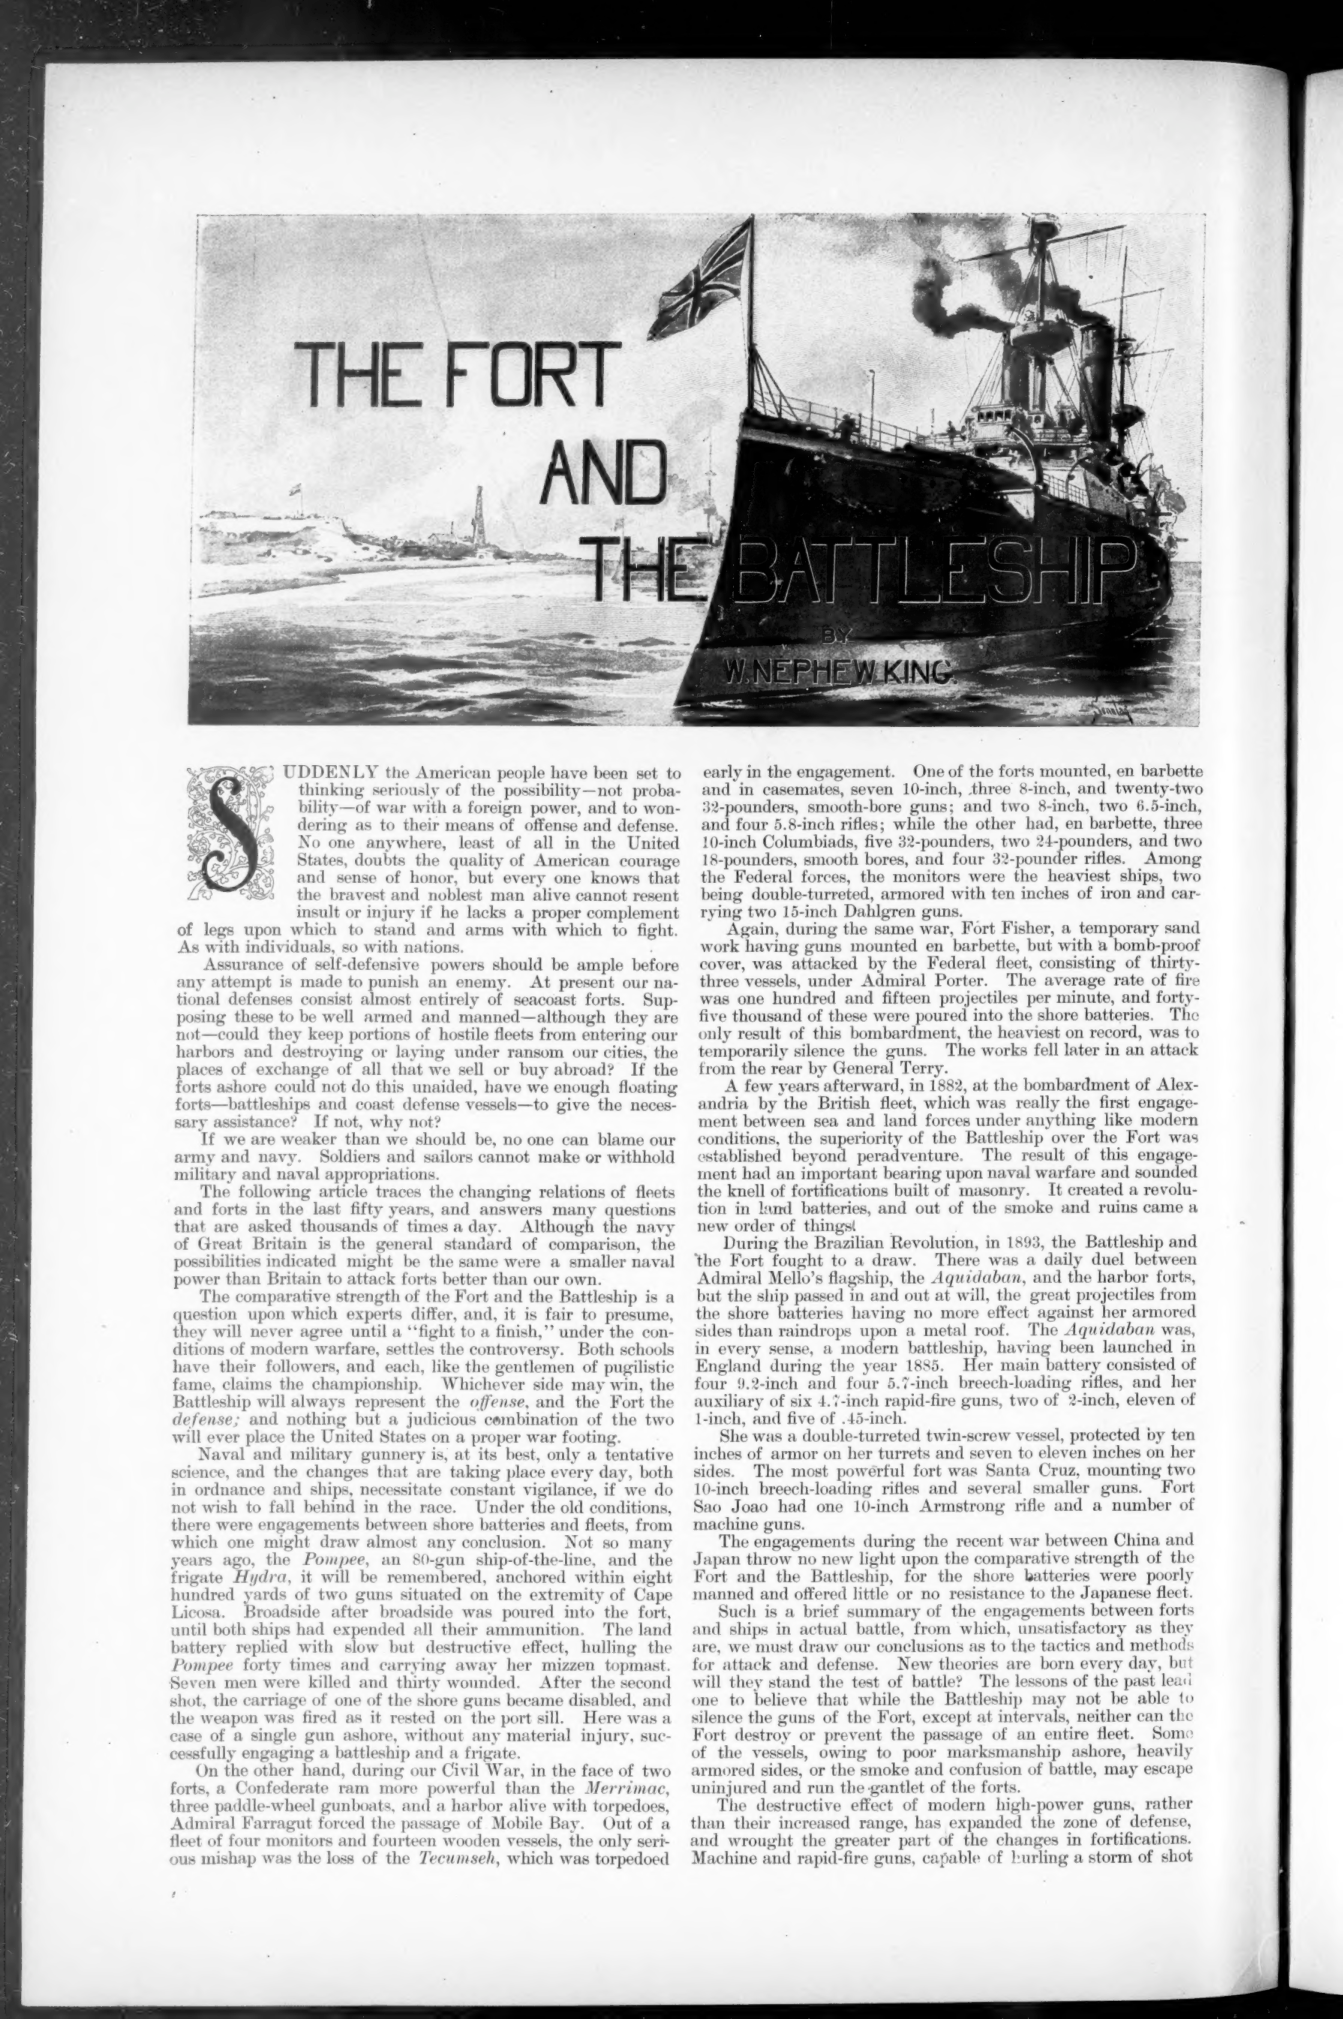 THE FORT
AND
THE BATTLESHIP
BY
W. NEPHEW KING.
SUDDENLY the American people have been set to
thinking seriously of the possibility—not proba-
bility—of war with a foreign power, and to won-
dering as to their means of offense and defense.
No one anywhere, least of all in the United
States, doubts the quality of American courage
and sense of honor, but every one knows that
the bravest and noblest man alive cannot resent
insult or injury if he lacks a proper complement
of legs upon which to stand and arms with which to fight.
As with individuals, so with nations.
Assurance of self-defensive powers should be ample before
any attempt is made to punish an enemy. At present our na-
tional defenses consist almost entirely of seacoast forts. Sup-
posing these to be well armed and manned—although they are
not—could they keep portions of hostile fleets from entering our
harbors and destroying or laying under ransom our cities, the
places of exchange of all that we sell or buy abroad? If the
forts ashore could not do this unaided, have we enough floating
forts—battleships and coast defense vessels—to give the neces-
sary assistance? If not, why not?
If we are weaker than we should be, no one can blame our
army and navy. Soldiers and sailors cannot make or withhold
military and naval appropriations.
The following article traces the changing relations of fleets
and forts in the last fifty years, and answers many questions
that are asked thousands of times a day. Although the navy
of Great Britain is the general standard of comparison, the
possibilities indicated might be the same were a smaller naval
power than Britain to attack forts better than our own.
The comparative strength of the Fort and the Battleship is a
question upon which experts differ, and, it is fair to presume,
they will never agree until a "fight to a finish," under the con-
ditions of modern warfare, settles the controversy. Both schools
have their followers, and each, like the gentlemen of pugilistic
fame, claims the championship. Whichever side may win, the
Battleship will always represent the offense, and the Fort the
defense; and nothing but a judicious combination of the two
will ever place the United States on a proper war footing.
Naval and military gunnery is, at its best, only a tentative
science, and the changes that are taking place every day, both
in ordnance and ships, necessitate constant vigilance, if we do
not wish to fall behind in the race. Under the old conditions,
there were engagements between shore batteries and fleets, from
which one might draw almost any conclusion. Not so many
years ago, the Pompee, an 80-gun ship-of-the-line, and the
frigate Hydra, it will be remembered, anchored within eight
hundred yards of two guns situated on the extremity of Cape
Licosa. Broadside after broadside was poured into the fort,
until both ships had expended all their ammunition. The land
battery replied with slow but destructive effect, hulling the
Pompee forty times and carrying away her mizzen topmast.
Seven men were killed and thirty wounded. After the second
shot, the carriage of one of the shore guns became disabled, and
the weapon was fired as it rested on the port sill. Here was a
case of a single gun ashore, without any material injury, suc-
cessfully engaging a battleship and a frigate.
On the other hand, during our Civil War, in the face of two
forts, a Confederate ram more powerful than the Merrimac,
three paddle-wheel gunboats, and a harbor alive with torpedoes,
Admiral Farragut forced the passage of Mobile Bay. Out of a
fleet of four monitors and fourteen wooden vessels, the only seri-
ous mishap was the loss of the Tecumseh, which was torpedoed
early in the engagement. One of the forts mounted, en barbette
and in casemates, seven 10-inch, three 8-inch, and twenty-two
32-pounders, smooth-bore guns; and two 8-inch, two 6.5-inch,
and four 5.8-inch rifles; while the other had, en barbette, three
10-inch Columbiads, five 32-pounders, two 24-pounders, and two
18-pounders, smooth bores, and four 32-pounder rifles. Among
the Federal forces, the monitors were the heaviest ships, two
being double-turreted, armored with ten inches of iron and car-
rying two 15-inch Dahlgren guns.
Again, during the same war, Fort Fisher, a temporary sand
work having guns mounted en barbette, but with a bomb-proof
cover, was attacked by the Federal fleet, consisting of thirty-
three vessels, under Admiral Porter. The average rate of fire
was one hundred and fifteen projectiles per minute, and forty-
five thousand of these were poured into the shore batteries. The
only result of this bombardment, the heaviest on record, was to
temporarily silence the guns. The works fell later in an attack
from the rear by General Terry.
A few years afterward, in 1882, at the bombardment of Alex-
andria by the British fleet, which was really the first engage-
ment between sea and land forces under anything like modern
conditions, the superiority of the Battleship over the Fort was
established beyond peradventure. The result of this engage-
ment had an important bearing upon naval warfare and sounded
the knell of fortifications built of masonry. It created a revolu-
tion in land batteries, and out of the smoke and ruins came a
new order of things!
During the Brazilian Revolution, in 1893, the Battleship and
the Fort fought to a draw. There was a daily duel between
Admiral Mello's flagship, the Aquidaban, and the harbor forts,
but the ship passed in and out at will, the great projectiles from
the shore batteries having no more effect against her armored
sides than raindrops upon a metal roof. The Aquidaban was,
in every sense, a modern battleship, having been launched in
England during the year 1885. Her main battery consisted of
four 9.2-inch and four 5.7-inch breech-loading rifles, and her
auxiliary of six 4.7-inch rapid-fire guns, two of 2-inch, eleven of
1-inch, and five of .45-inch.
She was a double-turreted twin-screw vessel, protected by ten
inches of armor on her turrets and seven to eleven inches on her
sides. The most powerful fort was Santa Cruz, mounting two
10-inch breech-loading rifles and several smaller guns. Fort
Sao Joao had one 10-inch Armstrong rifle and a number of
machine guns.
The engagements during the recent war between China and
Japan throw no new light upon the comparative strength of the
Fort and the Battleship, for the shore batteries were poorly
manned and offered little or no resistance to the Japanese fleet.
Such is a brief summary of the engagements between forts
and ships in actual battle, from which, unsatisfactory as they
are, we must draw our conclusions as to the tactics and methods
for attack and defense. New theories are born every day, but
will they stand the test of battle? The lessons of the past lead
one to believe that while the Battleship may not be able to
silence the guns of the Fort, except at intervals, neither can the
Fort destroy or prevent the passage of an entire fleet. Some
of the vessels, owing to poor marksmanship ashore, heavily
armored sides, or the smoke and confusion of battle, may escape
uninjured and run the gantlet of the forts.
The destructive effect of modern high-power guns, rather
than their increased range, has expanded the zone of defense,
and wrought the greater part of the changes in fortifications.
Machine and rapid-fire guns, capable of hurling a storm of shot